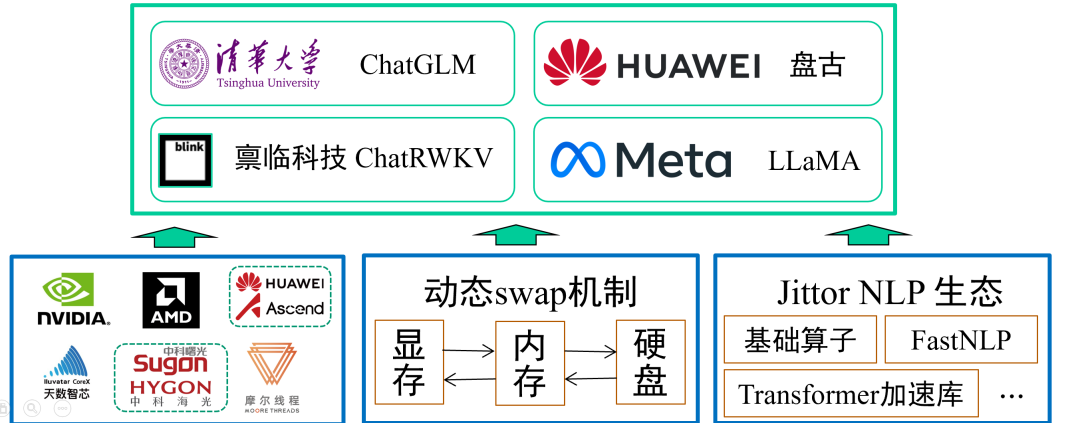 清华大学
Tsinghua University
ChatGLM
HUAWEI 盘古
blink
禀临科技 ChatRWKV
Meta LLaMA
NVIDIA.
AMD
HUAWEI
Ascend
Iluvatar CoreX
天数智芯
中科曙光
Sugon
HYGON
中科海光
摩尔线程
MOORE THREADS
动态swap机制
显存
内存
硬盘
Jittor NLP 生态
基础算子
FastNLP
Transformer加速库 ...